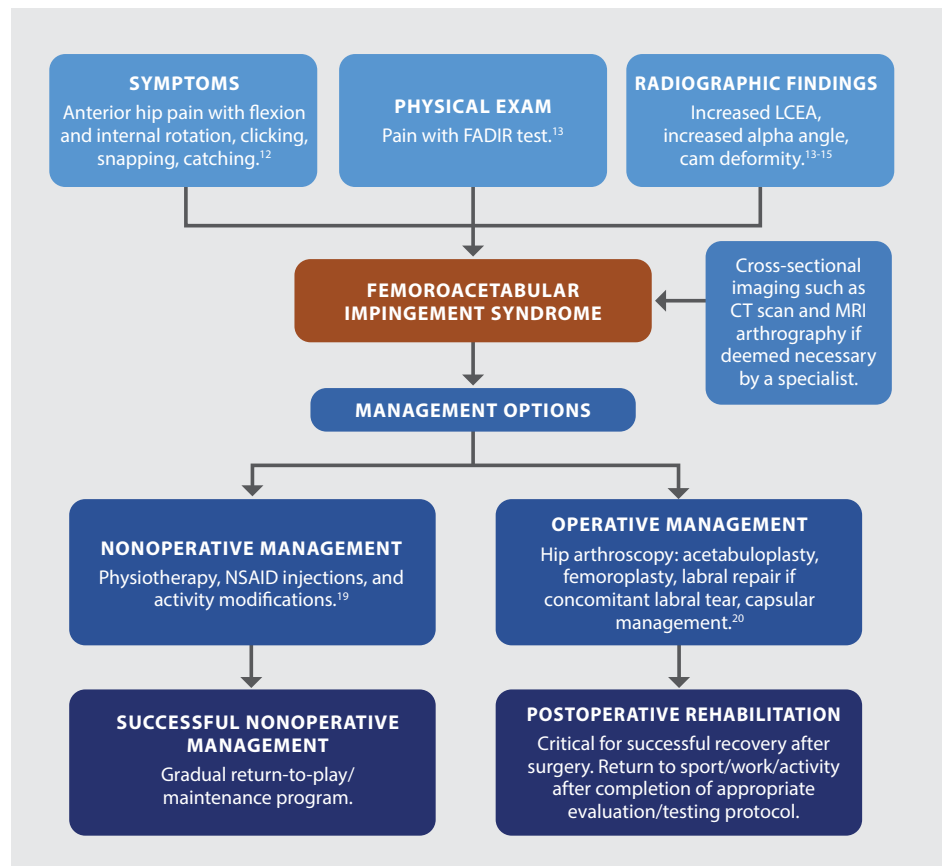 SYMPTOMS
Anterior hip pain with flexion
and internal rotation, clicking,
snapping, catching.12
PHYSICAL EXAM
Pain with FADIR test.13
RADIOGRAPHIC FINDINGS
Increased LCEA,
increased alpha angle,
cam deformity.13-15
FEMOROACETABULAR
IMPINGEMENT SYNDROME
Cross-sectional
imaging such as
CT scan and MRI
arthrography if
deemed necessary
by a specialist.
MANAGEMENT OPTIONS
NONOPERATIVE MANAGEMENT
Physiotherapy, NSAID injections, and
activity modifications.19
OPERATIVE MANAGEMENT
Hip arthroscopy: acetabuloplasty,
femoroplasty, labral repair if
concomitant labral tear, capsular
management.20
SUCCESSFUL NONOPERATIVE
MANAGEMENT
Gradual return-to-play/
maintenance program.
POSTOPERATIVE REHABILITATION
Critical for successful recovery after
surgery. Return to sport/work/activity
after completion of appropriate
evaluation/testing protocol.